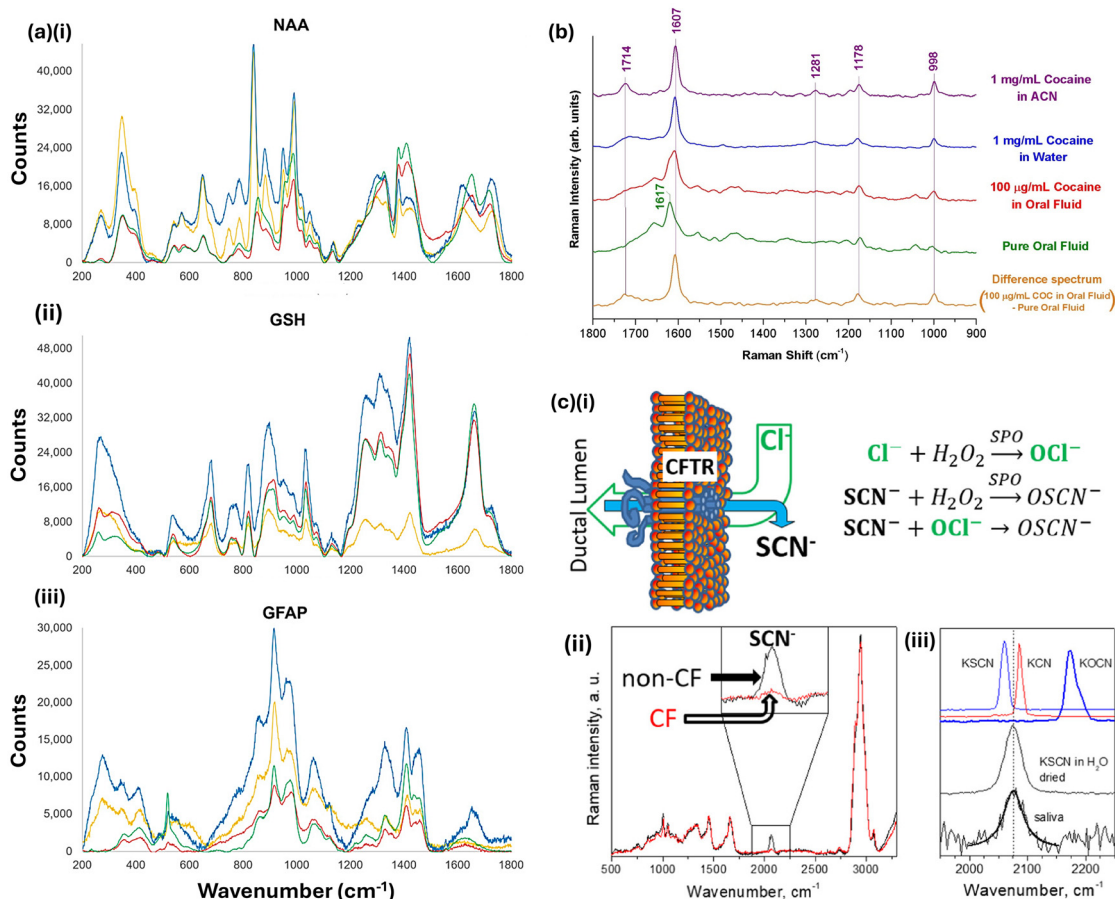 (a)(i)
NAA
Counts
40,000
32,000
24,000
16,000
8,000
0
200 400 600 800 1000 1200 1400 1600 1800
(ii)
GSH
Counts
48,000
40,000
32,000
24,000
16,000
8,000
0
200 400 600 800 1000 1200 1400 1600 1800
(iii)
GFAP
Counts
30,000
25,000
20,000
15,000
10,000
5,000
0
200 400 600 800 1000 1200 1400 1600 1800
Wavenumber (cm⁻¹)
(b)
1714
1607
1281
1178
998
1617
1 mg/mL Cocaine
in ACN
1 mg/mL Cocaine
in Water
100 µg/mL Cocaine
in Oral Fluid
Pure Oral Fluid
Difference spectrum
(100 µg/mL COC in Oral Fluid
- Pure Oral Fluid)
Raman Intensity (arb. units)
1800 1700 1600 1500 1400 1300 1200 1100 1000 900
Raman Shift (cm⁻¹)
(c)(i)
Ductal Lumen
CFTR
Cl⁻
SCN⁻
Cl⁻ + H₂O₂ SPO→ OCl⁻
SCN⁻ + H₂O₂ SPO→ OSCN⁻
SCN⁻ + OCl⁻ → OSCN⁻
(ii)
SCN⁻
non-CF
CF
Raman intensity, a. u.
500 1000 1500 2000 2500 3000
Wavenumber, cm⁻¹
(iii)
KSCN
KCN
KOCN
KSCN in H₂O
dried
saliva
2000 2100 2200
Wavenumber, cm⁻¹